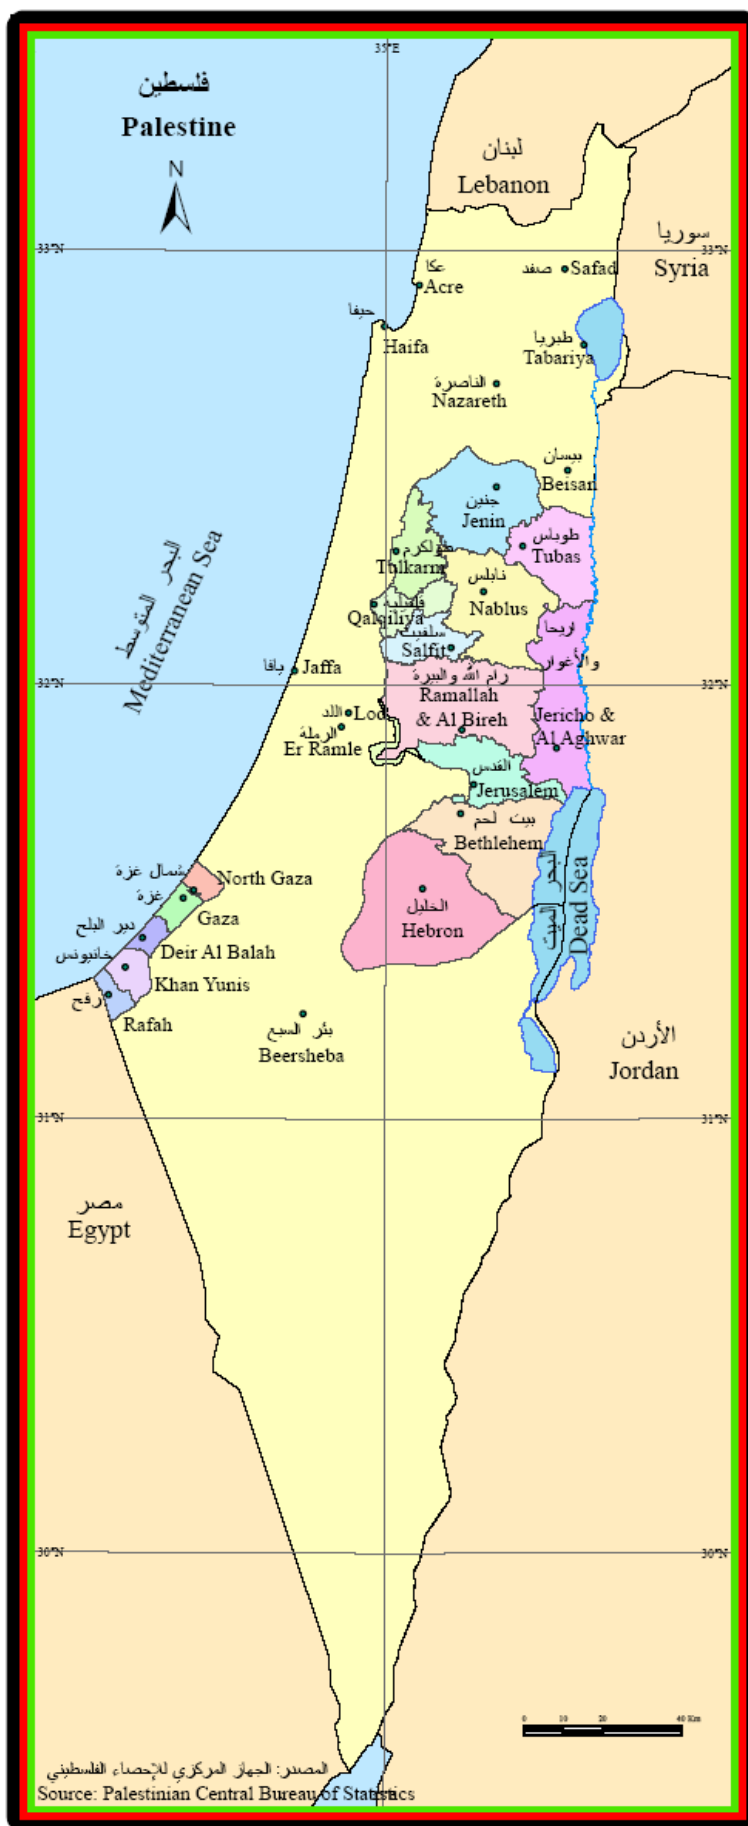 35°E
فلسطين
Palestine
N
لبنان
Lebanon
سوريا
Syria
33°N
33°N
عكا
Acre
صفد Safad
حيفا
Haifa
طبريا
Tabariya
الناصرة
Nazareth
بيسان
Beisan
جنين
Jenin
طوباس
Tubas
طولكرم
Tulkarm
نابلس
Nablus
قلقيلية
Qalqiliya
سلفيت
Salfit
اريحا
والأغوار
Jericho &
Al Aghwar
البحر المتوسط
Mediterranean Sea
يافا Jaffa
32°N
32°N
رام الله والبيرة
Ramallah
& Al Bireh
اللد Lod
الرملة
Er Ramle
القدس
Jerusalem
بيت لحم
Bethlehem
البحر الميت
Dead Sea
شمال غزة
North Gaza
غزة
Gaza
دير البلح
Deir Al Balah
خانيونس
Khan Yunis
رفح
Rafah
الخليل
Hebron
بئر السبع
Beersheba
الأردن
Jordan
31°N
31°N
مصر
Egypt
30°N
30°N
0 10 20 40 Km
المصدر: الجهاز المركزي للإحصاء الفلسطيني
Source: Palestinian Central Bureau of Statistics